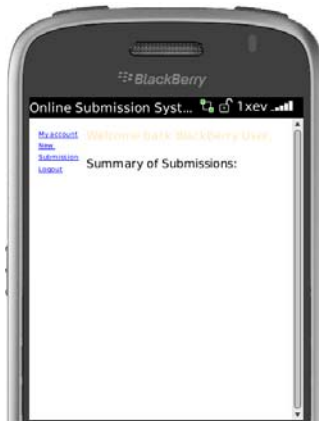 BlackBerry
Online Submission Syst... 1xev
My account
New
Submission
Logout
Welcome back Blackberry User,
Summary of Submissions: